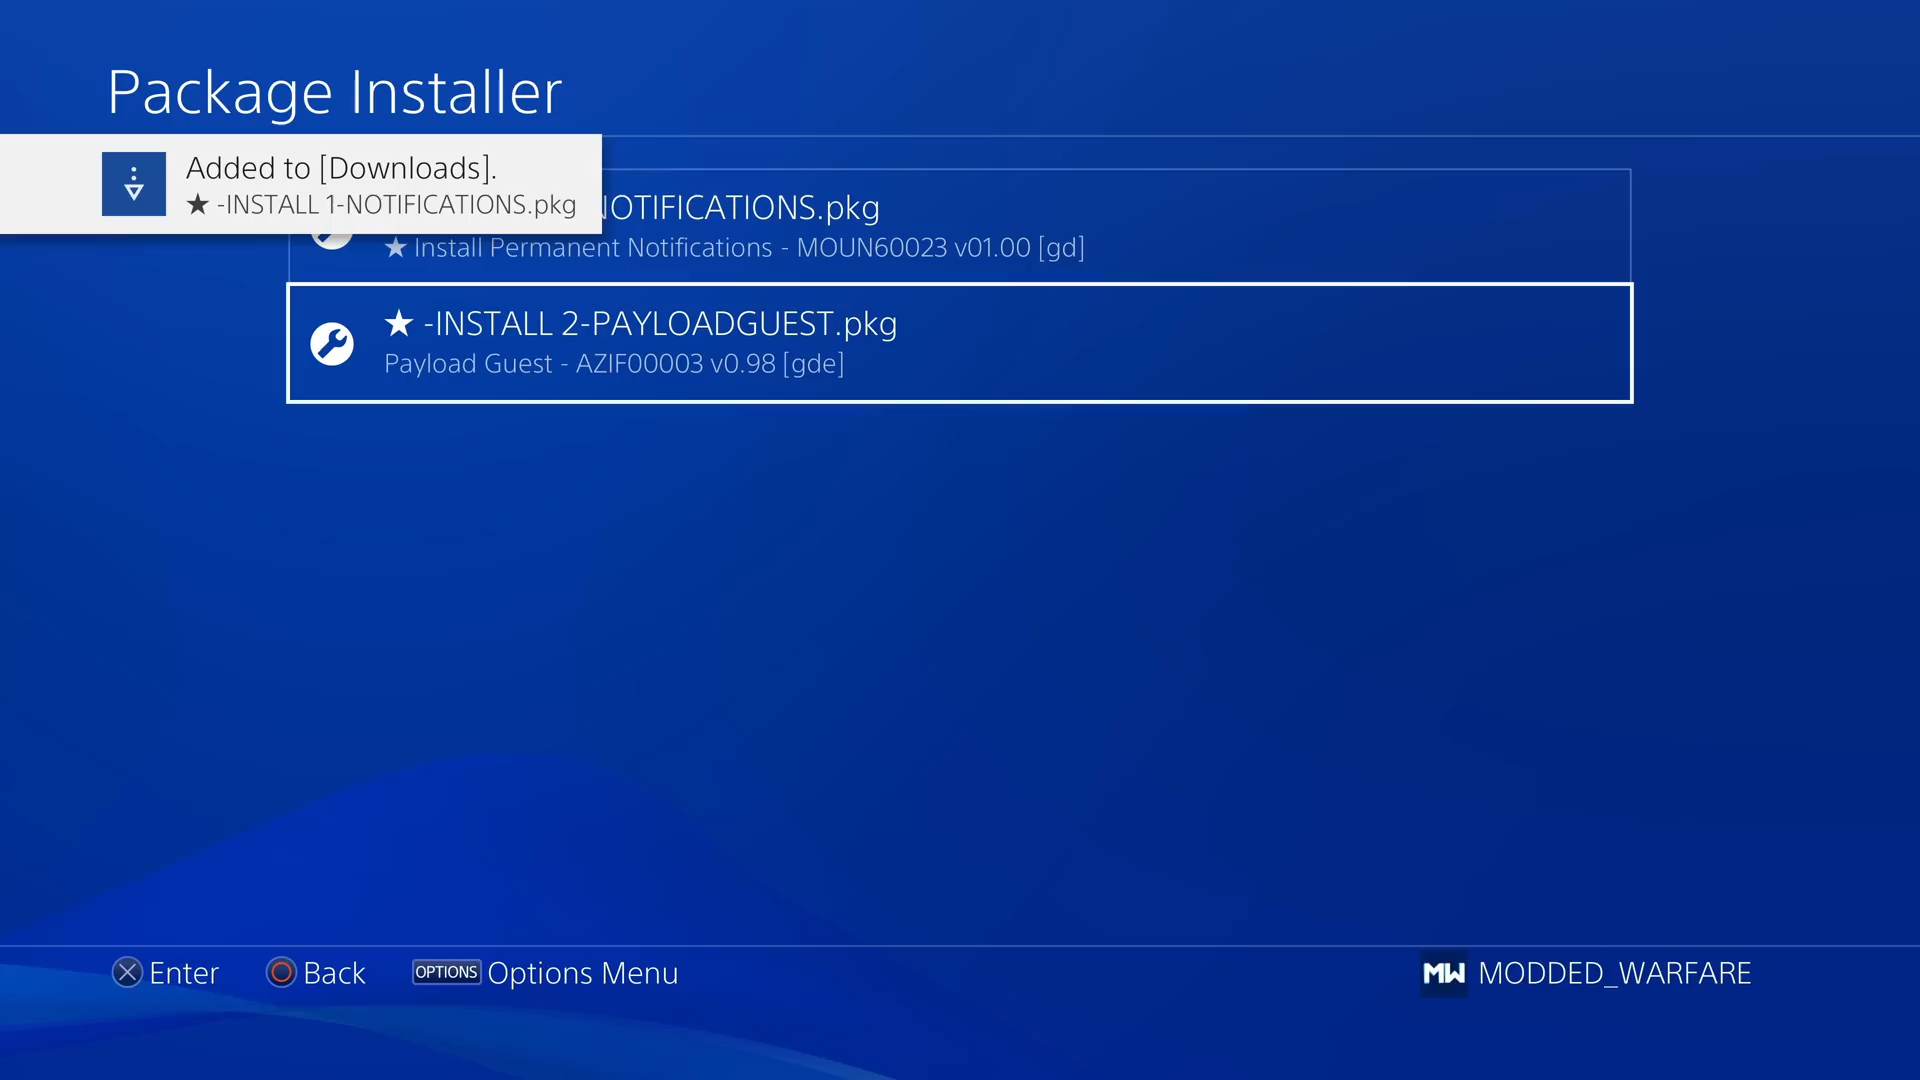 Package Installer
Added to [Downloads].
★ -INSTALL 1-NOTIFICATIONS.pkg
NOTIFICATIONS.pkg
★ Install Permanent Notifications - MOUN60023 v01.00 [gd]
★ -INSTALL 2-PAYLOADGUEST.pkg
Payload Guest - AZIF00003 v0.98 [gde]
Enter
Back
OPTIONS Options Menu
MW MODDED_WARFARE